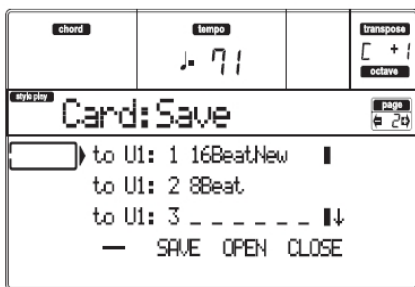 chord tempo transpose
♩. 71 C +1
octave
style play page
Card:Save 2
to U1: 1 16BeatNew
to U1: 2 8Beat
to U1: 3 _ _ _ _ _ _ ↓
— SAVE OPEN CLOSE